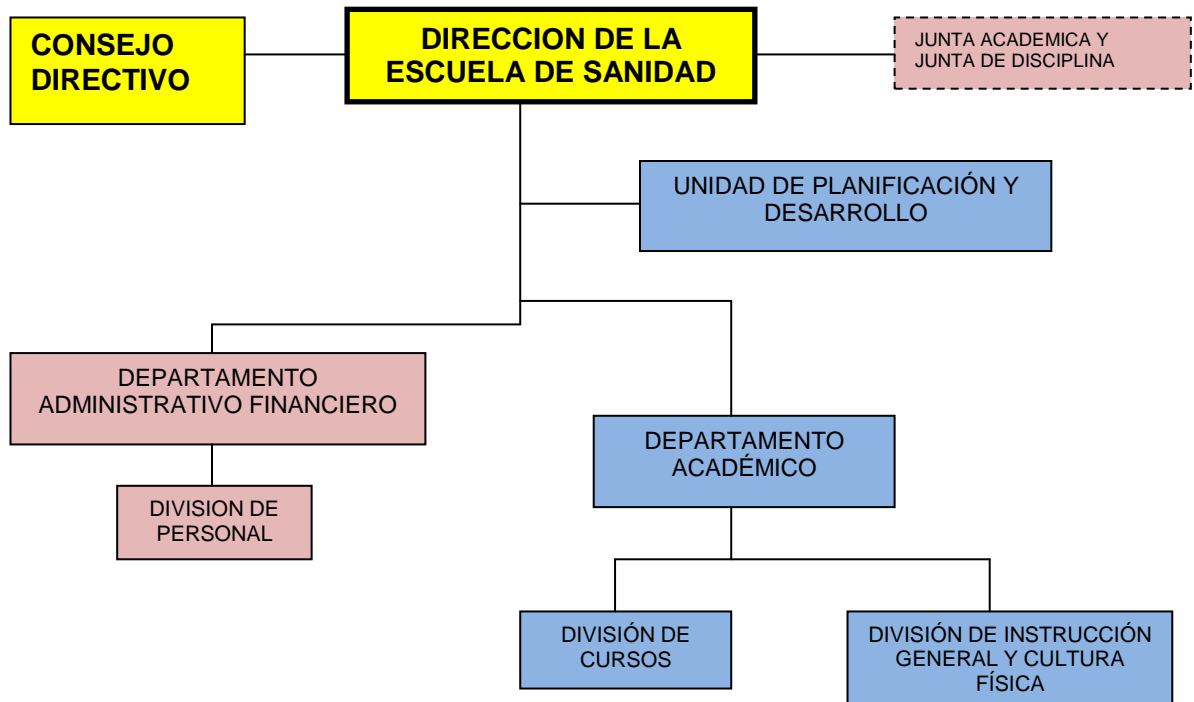 CONSEJO
DIRECTIVO
DIRECCION DE LA
ESCUELA DE SANIDAD
JUNTA ACADEMICA Y
JUNTA DE DISCIPLINA
UNIDAD DE PLANIFICACIÓN Y
DESARROLLO
DEPARTAMENTO
ADMINISTRATIVO FINANCIERO
DEPARTAMENTO
ACADÉMICO
DIVISION DE
PERSONAL
DIVISIÓN DE
CURSOS
DIVISIÓN DE INSTRUCCIÓN
GENERAL Y CULTURA
FÍSICA